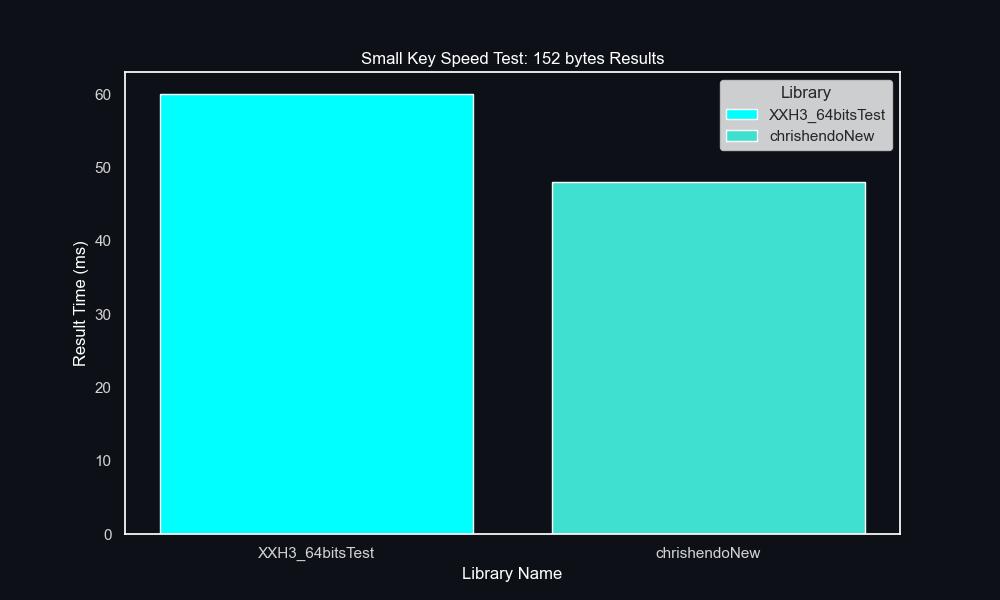 Small Key Speed Test: 152 bytes Results
Library
XXH3_64bitsTest
chrishendoNew
Result Time (ms)
60
50
40
30
20
10
0
XXH3_64bitsTest
chrishendoNew
Library Name